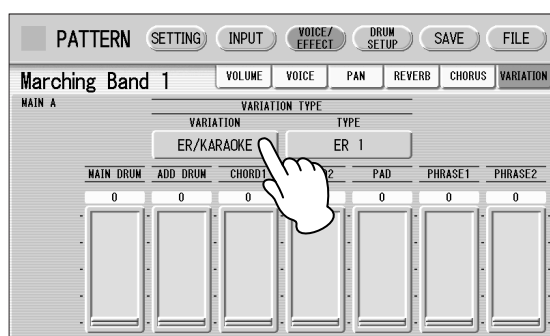 PATTERN SETTING INPUT VOICE/EFFECT DRUM SETUP SAVE FILE
Marching Band 1 VOLUME VOICE PAN REVERB CHORUS VARIATION
MAIN A
VARIATION TYPE
VARIATION TYPE
ER/KARAOKE ER 1
MAIN DRUM ADD DRUM CHORD1 2 PAD PHRASE1 PHRASE2
0 0 0 0 0 0